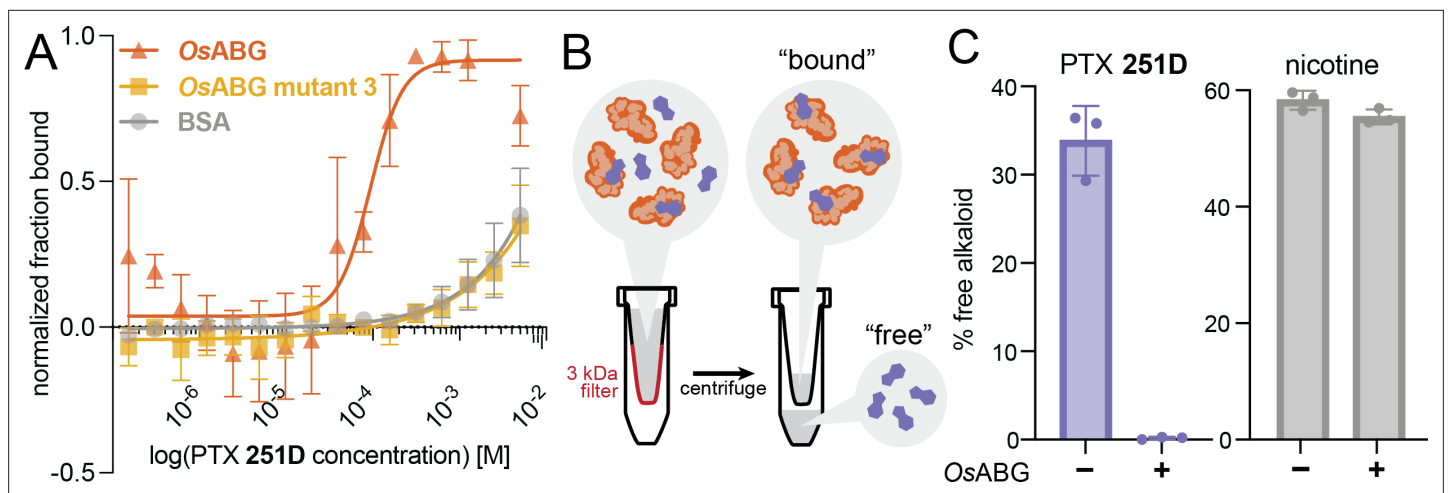 A
1.0
0.5
0.0
-0.5
normalized fraction bound
OsABG
OsABG mutant 3
BSA
10-6
10-5
10-4
10-3
10-2
log(PTX 251D concentration) [M]
B
"bound"
"free"
3 kDa
filter
centrifuge
C
PTX 251D
nicotine
% free alkaloid
40
30
20
10
0
60
40
20
0
OsABG
−
+
−
+